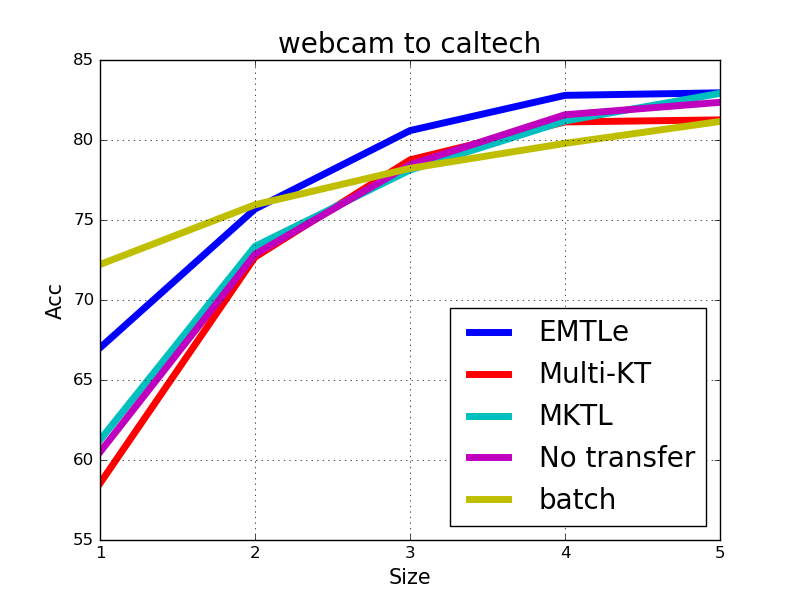 webcam to caltech
85
80
75
70
65
60
55
Acc
1
2
3
4
5
Size
EMTLe
Multi-KT
MKTL
No transfer
batch